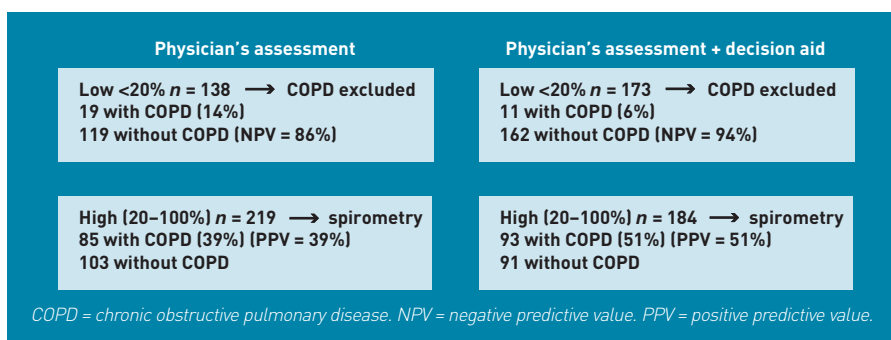 Physician's assessment
Low <20% n = 138 → COPD excluded
19 with COPD (14%)
119 without COPD (NPV = 86%)
High (20–100%) n = 219 → spirometry
85 with COPD (39%) (PPV = 39%)
103 without COPD
Physician's assessment + decision aid
Low <20% n = 173 → COPD excluded
11 with COPD (6%)
162 without COPD (NPV = 94%)
High (20–100%) n = 184 → spirometry
93 with COPD (51%) (PPV = 51%)
91 without COPD
COPD = chronic obstructive pulmonary disease. NPV = negative predictive value. PPV = positive predictive value.